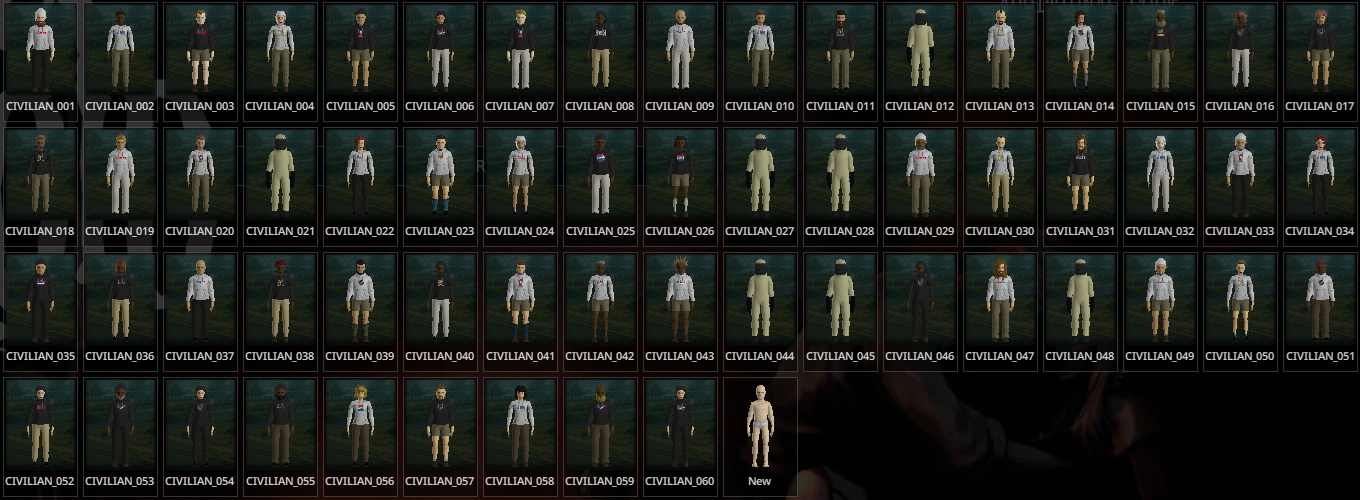 CIVILIAN_001 CIVILIAN_002 CIVILIAN_003 CIVILIAN_004 CIVILIAN_005 CIVILIAN_006 CIVILIAN_007 CIVILIAN_008 CIVILIAN_009 CIVILIAN_010 CIVILIAN_011 CIVILIAN_012 CIVILIAN_013 CIVILIAN_014 CIVILIAN_015 CIVILIAN_016 CIVILIAN_017
CIVILIAN_018 CIVILIAN_019 CIVILIAN_020 CIVILIAN_021 CIVILIAN_022 CIVILIAN_023 CIVILIAN_024 CIVILIAN_025 CIVILIAN_026 CIVILIAN_027 CIVILIAN_028 CIVILIAN_029 CIVILIAN_030 CIVILIAN_031 CIVILIAN_032 CIVILIAN_033 CIVILIAN_034
CIVILIAN_035 CIVILIAN_036 CIVILIAN_037 CIVILIAN_038 CIVILIAN_039 CIVILIAN_040 CIVILIAN_041 CIVILIAN_042 CIVILIAN_043 CIVILIAN_044 CIVILIAN_045 CIVILIAN_046 CIVILIAN_047 CIVILIAN_048 CIVILIAN_049 CIVILIAN_050 CIVILIAN_051
CIVILIAN_052 CIVILIAN_053 CIVILIAN_054 CIVILIAN_055 CIVILIAN_056 CIVILIAN_057 CIVILIAN_058 CIVILIAN_059 CIVILIAN_060 New